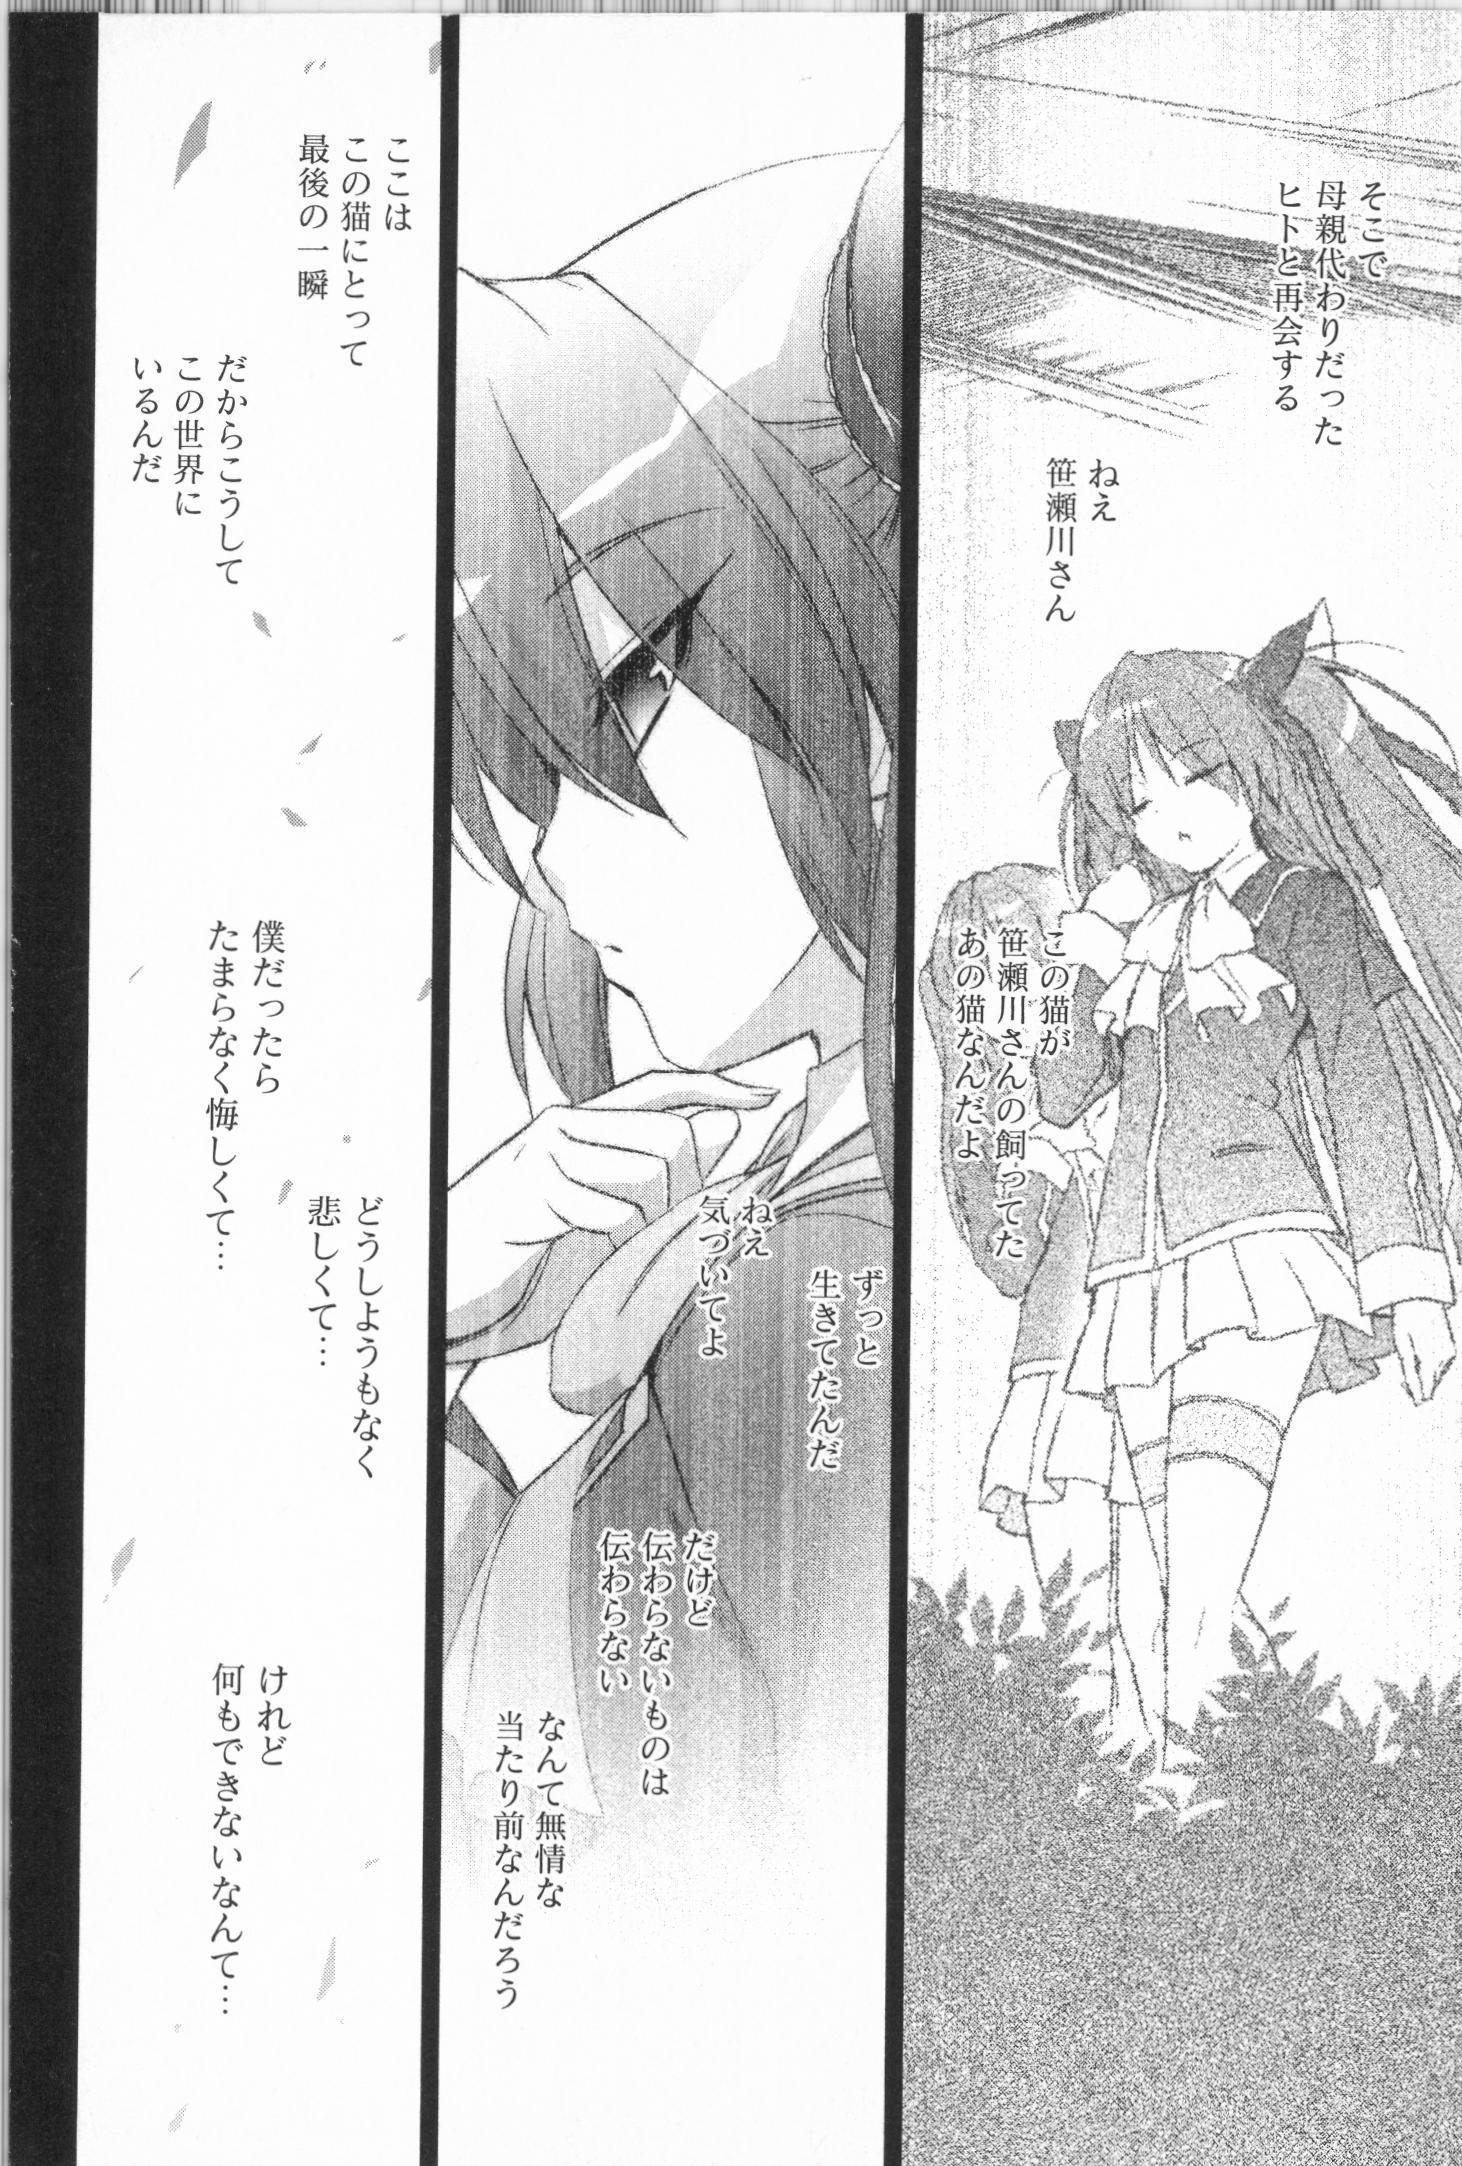 そこで
母親代わりだった
ヒトと再会する
ねえ
笹瀬川さん
この猫が
笹瀬川さんの飼ってた
あの猫なんだよ
ずっと
生きてたんだ
ねえ
気づいてよ
だけど
伝わらないものは
伝わらない
なんて無情な
当たり前なんだろう
ここは
この猫にとって
最後の一瞬
だからこうして
この世界に
いるんだ
僕だったら
たまらなく悔しくて…
どうしようもなく
悲しくて…
けれど
何もできないなんて…